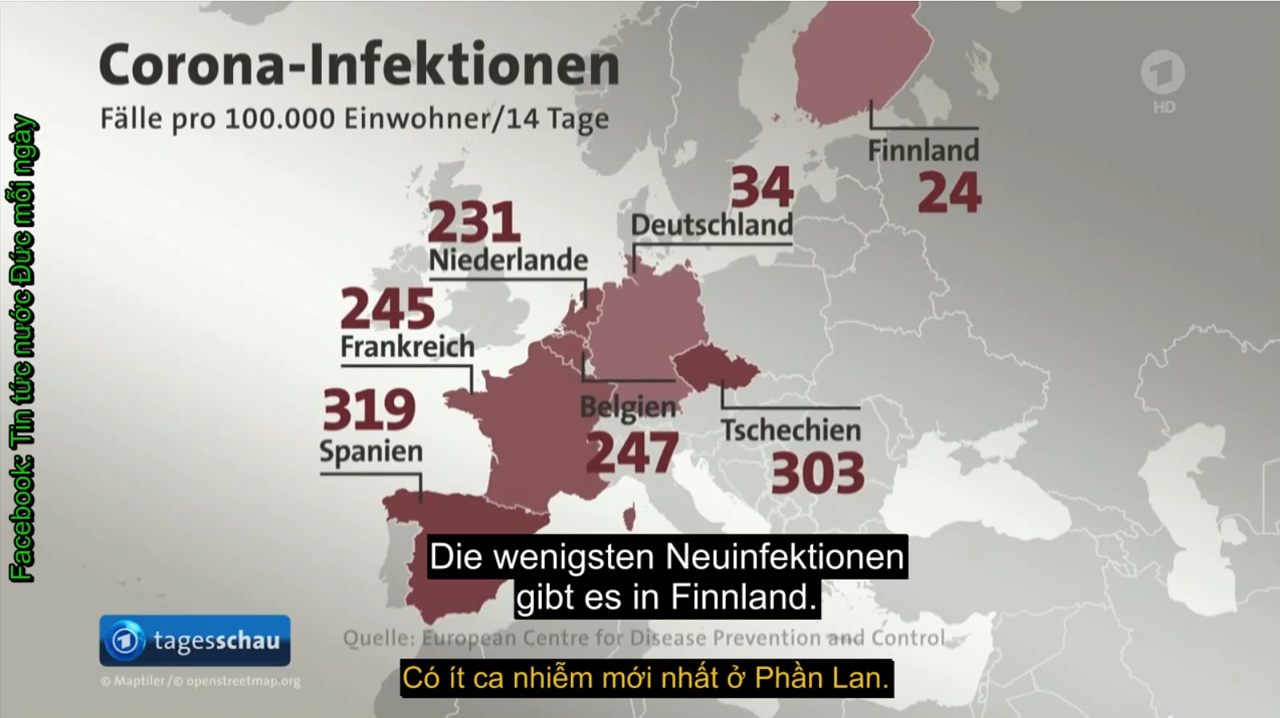 Corona-Infektionen
Fälle pro 100.000 Einwohner/14 Tage
1
HD
Finnland
24
34
Deutschland
231
Niederlande
245
Frankreich
319
Spanien
Belgien
247
Tschechien
303
Facebook: Tin tức nước Đức mỗi ngày
Die wenigsten Neuinfektionen
gibt es in Finnland.
1 tagesschau
Quelle: European Centre for Disease Prevention and Control
© Maptiler/© openstreetmap.org
Có ít ca nhiễm mới nhất ở Phần Lan.